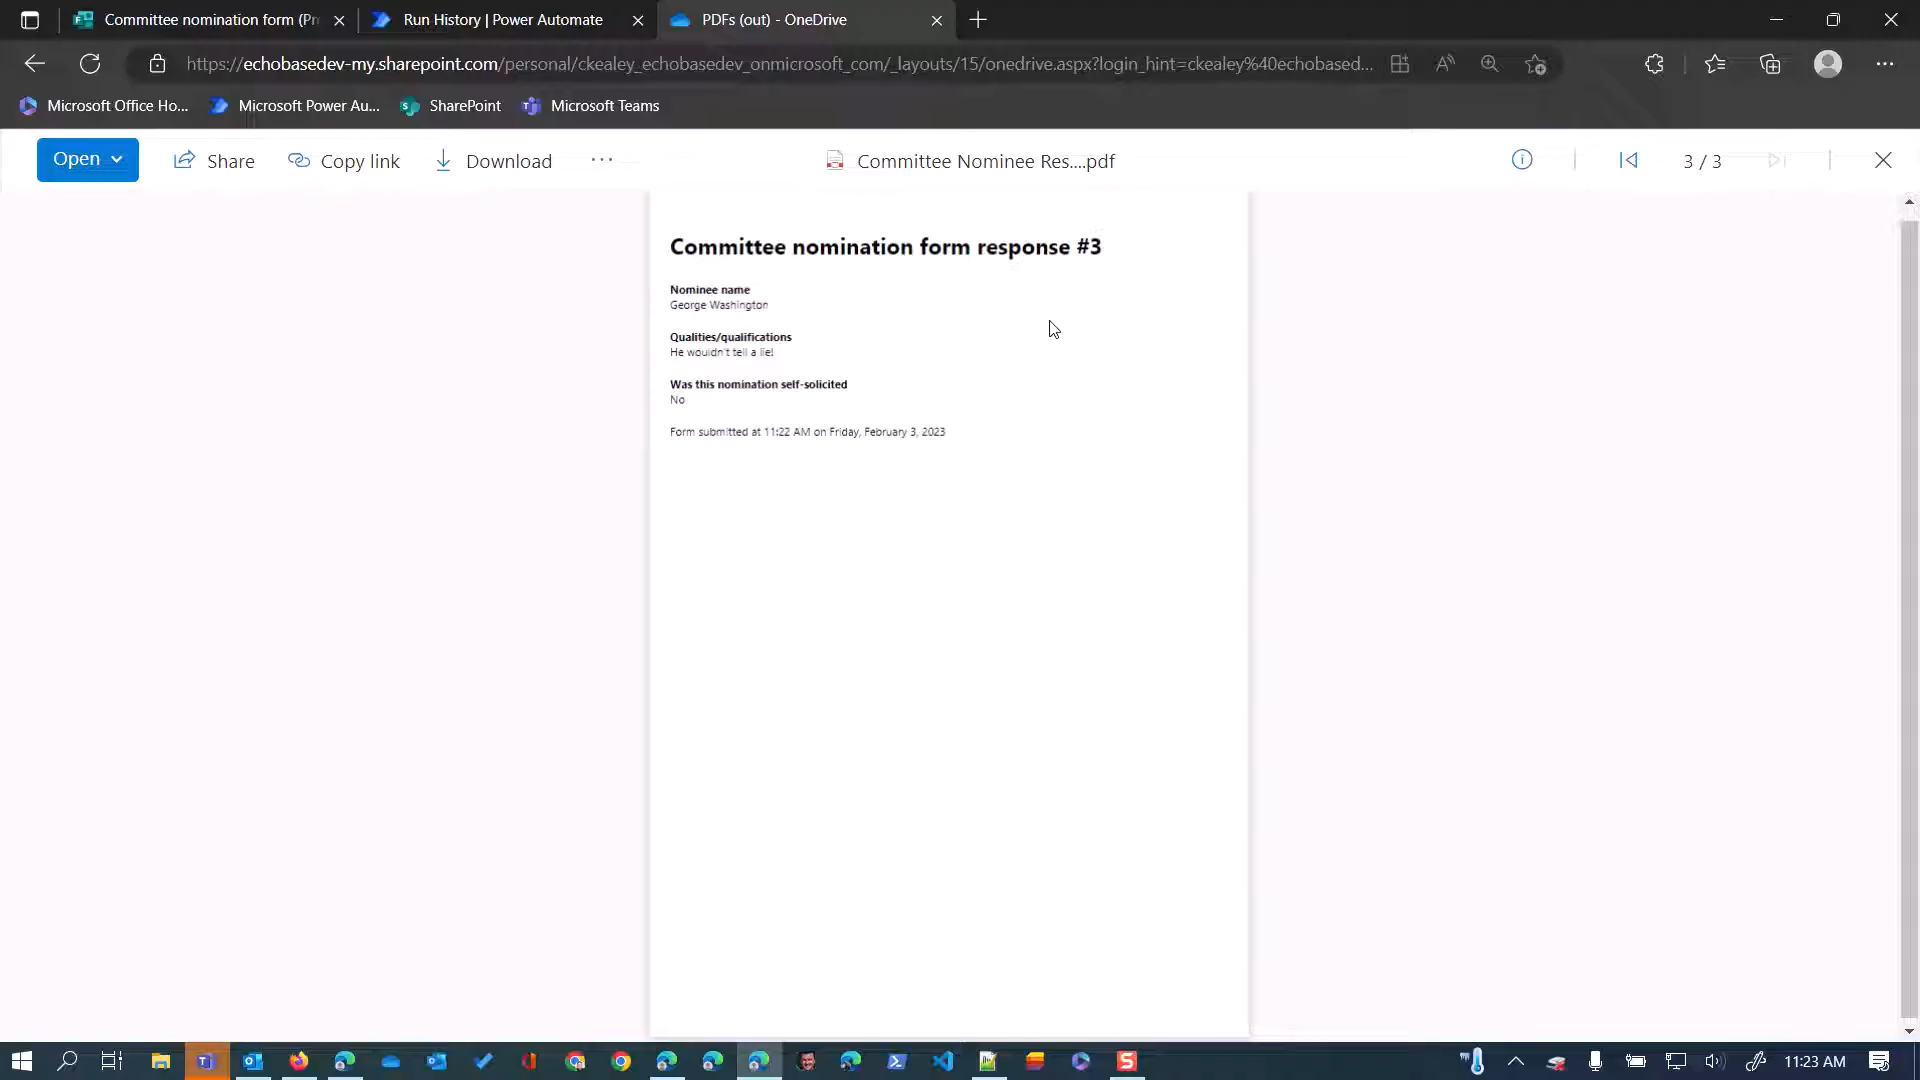 Committee nomination form (Pr
Run History | Power Automate
PDFs (out) - OneDrive
https://echobasedev-my.sharepoint.com/personal/ckealey_echobasedev_onmicrosoft_com/_layouts/15/onedrive.aspx?login_hint=ckealey%40echobased...
Microsoft Office Ho...
Microsoft Power Au...
SharePoint
Microsoft Teams
Open
Share
Copy link
Download
...
Committee Nominee Res....pdf
3 / 3
Committee nomination form response #3
Nominee name
George Washington
Qualities/qualifications
He wouldn't tell a lie!
Was this nomination self-solicited
No
Form submitted at 11:22 AM on Friday, February 3, 2023
11:23 AM